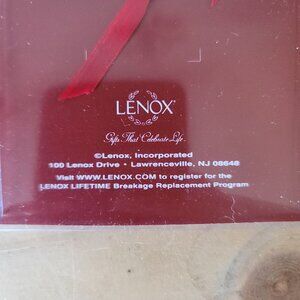 LENOX
Gifts That Celebrate Life.
©Lenox, Incorporated
100 Lenox Drive • Lawrenceville, NJ 08648
Visit WWW.LENOX.COM to register for the
LENOX LIFETIME Breakage Replacement Program